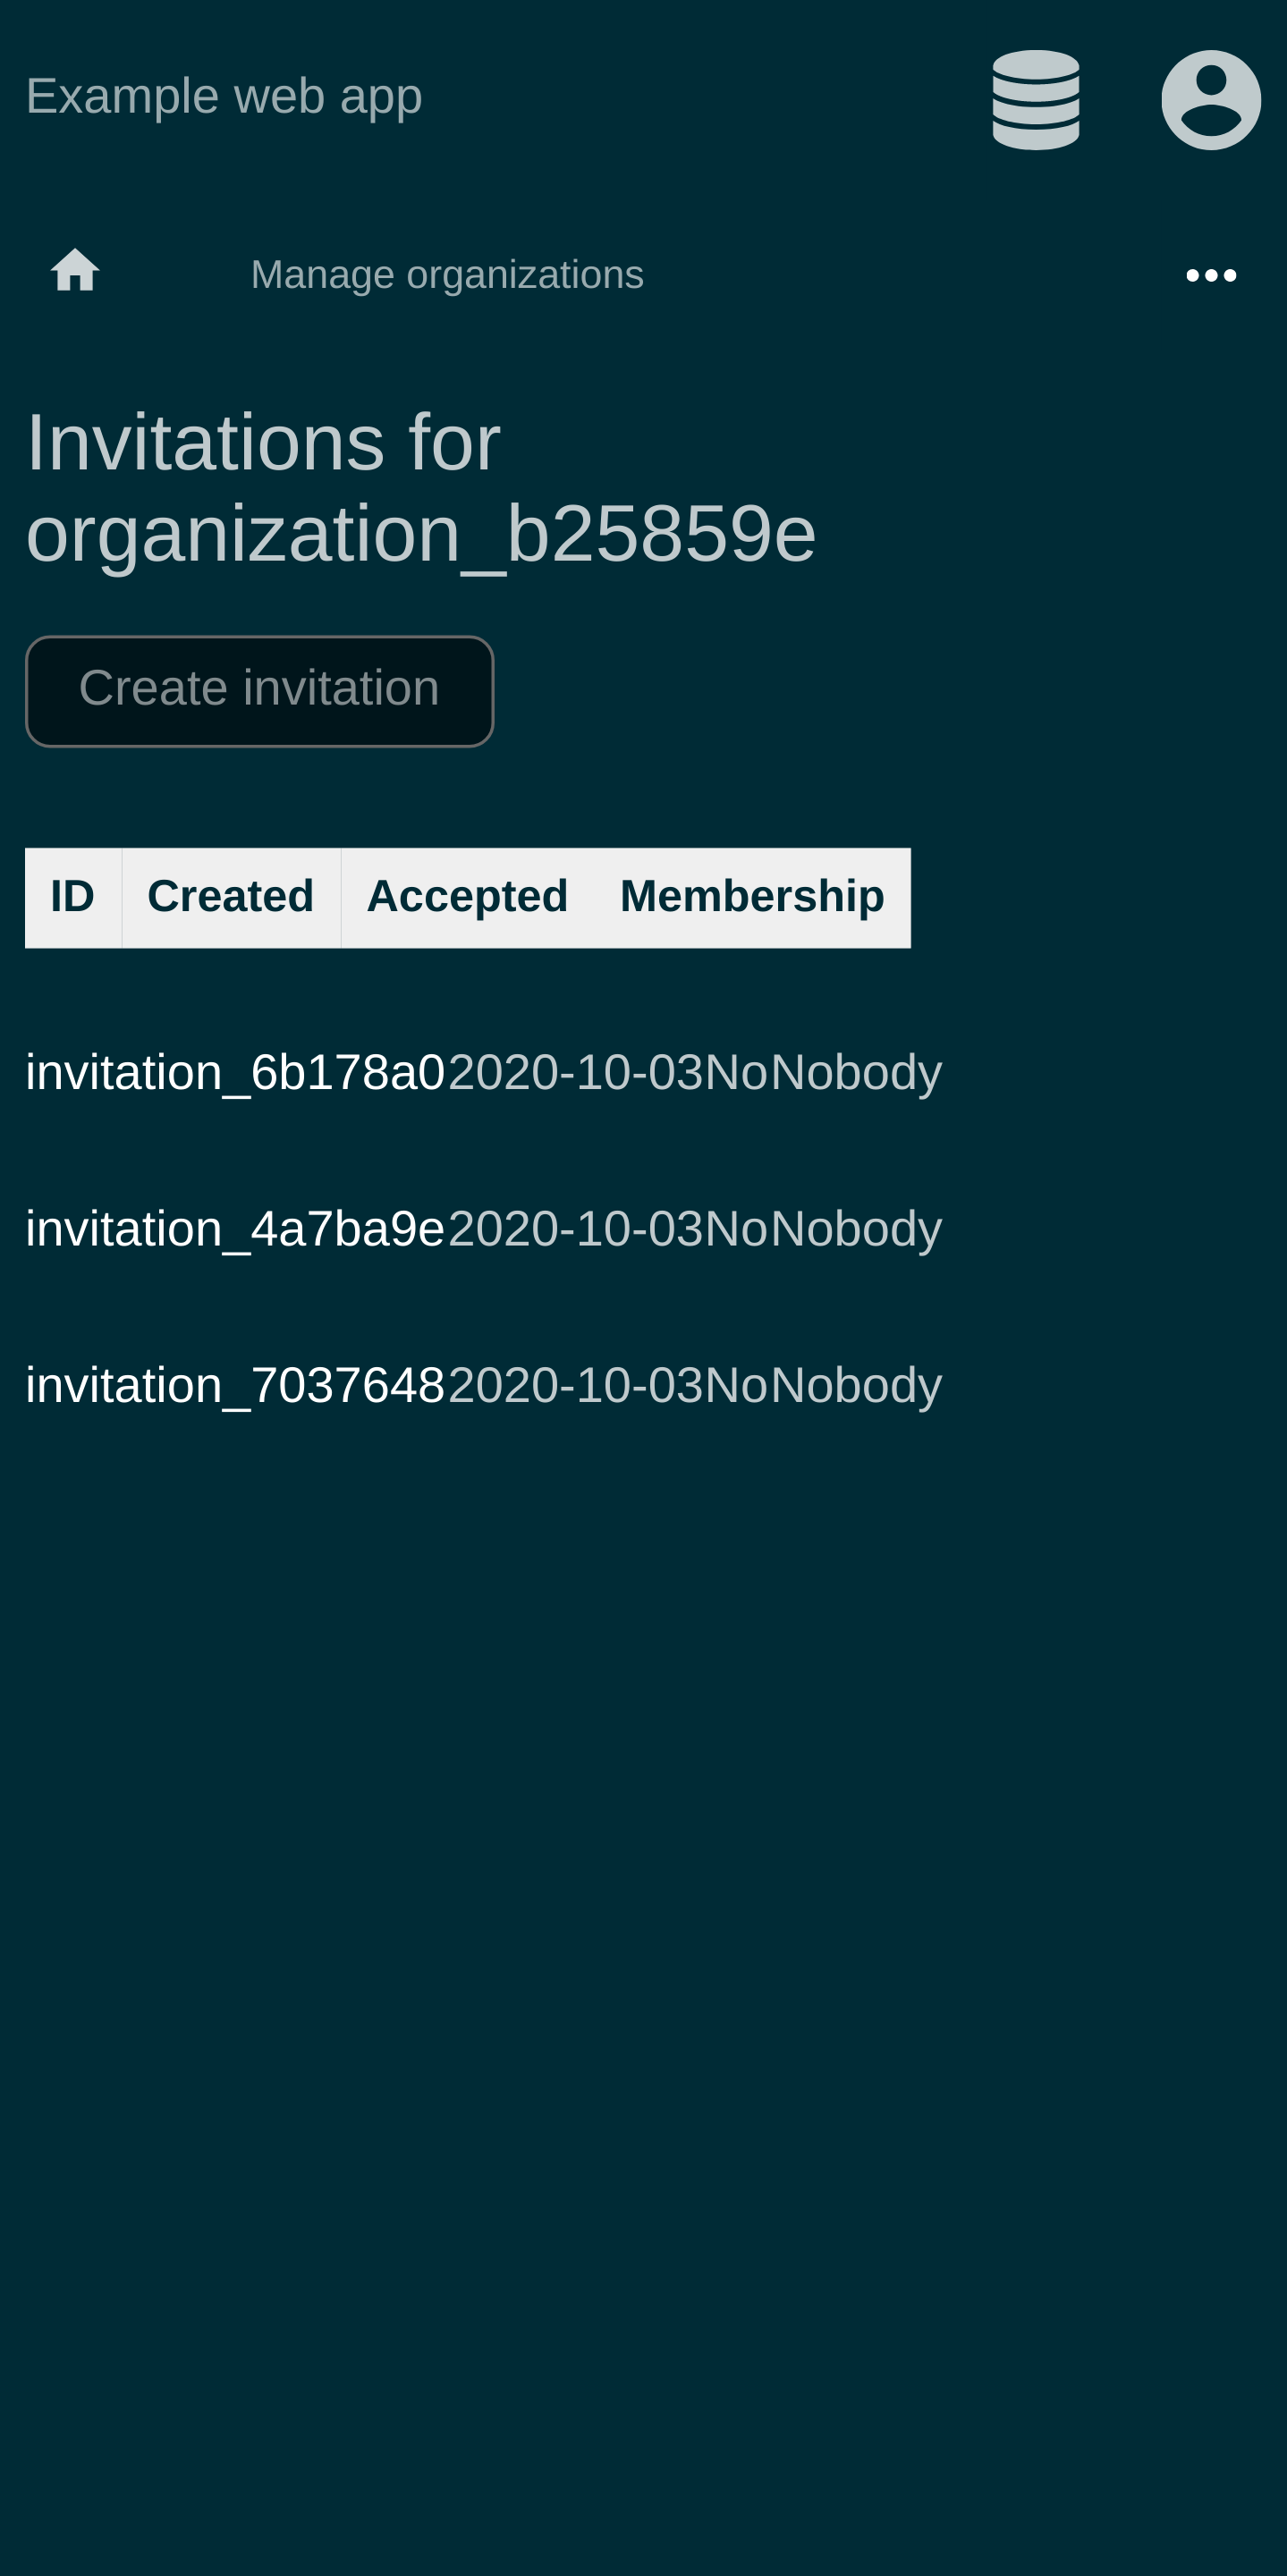 Example web app
Manage organizations
Invitations for
organization_b25859e
Create invitation
ID Created Accepted Membership
invitation_6b178a0 2020-10-03 No Nobody
invitation_4a7ba9e 2020-10-03 No Nobody
invitation_7037648 2020-10-03 No Nobody